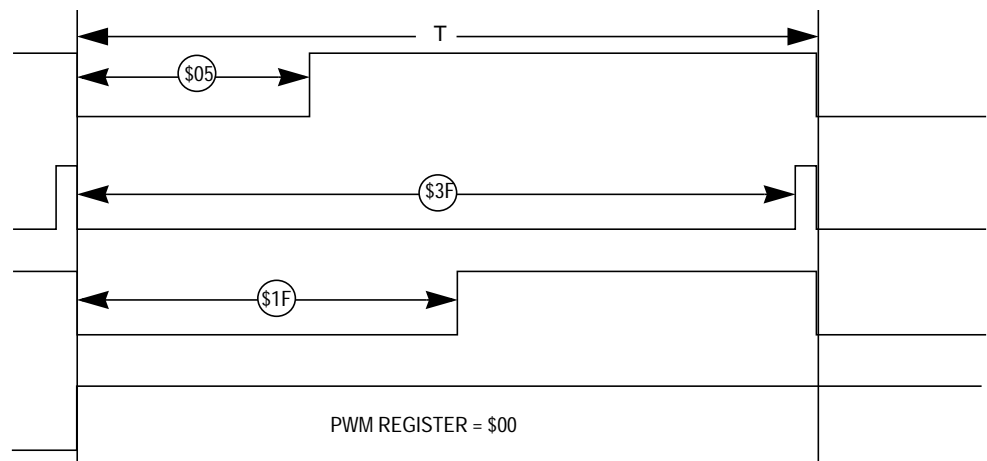 T
$05
$3F
$1F
PWM REGISTER = $00